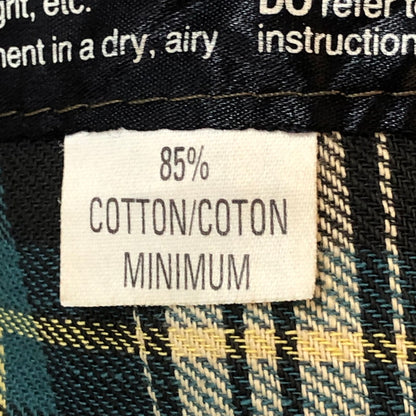 ght, etc.
DO refer to
ment in a dry, airy
instruction
85%
COTTON/COTON
MINIMUM